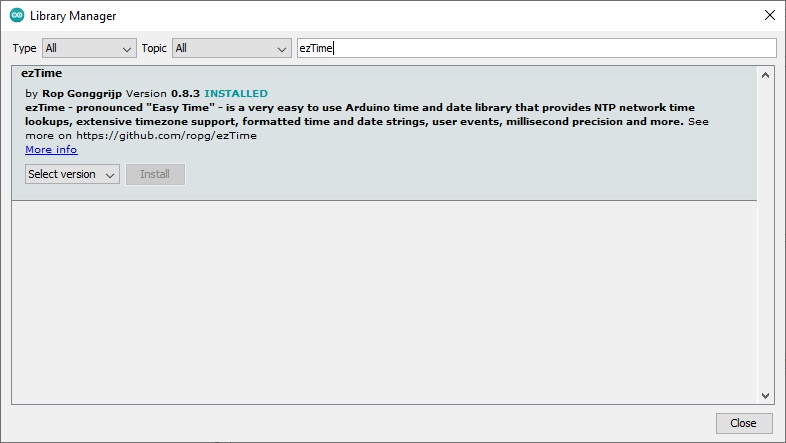 Library Manager
Type All Topic All ezTime
ezTime
by Rop Gonggrijp Version 0.8.3 INSTALLED
ezTime - pronounced "Easy Time" - is a very easy to use Arduino time and date library that provides NTP network time
lookups, extensive timezone support, formatted time and date strings, user events, millisecond precision and more. See
more on https://github.com/ropg/ezTime
More info
Select version Install
Close